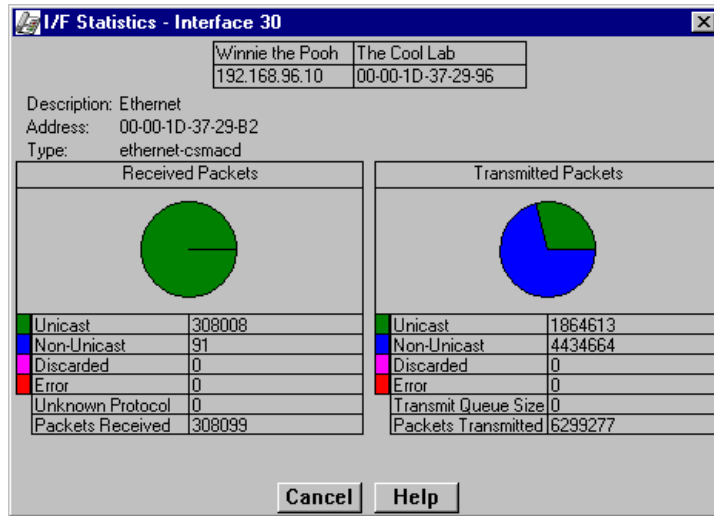 I/F Statistics - Interface 30
Winnie the Pooh The Cool Lab
192.168.96.10 00-00-1D-37-29-96
Description: Ethernet
Address: 00-00-1D-37-29-B2
Type: ethernet-csmacd
Received Packets
Unicast 308008
Non-Unicast 91
Discarded 0
Error 0
Unknown Protocol 0
Packets Received 308099
Transmitted Packets
Unicast 1864613
Non-Unicast 4434664
Discarded 0
Error 0
Transmit Queue Size 0
Packets Transmitted 6299277
Cancel Help